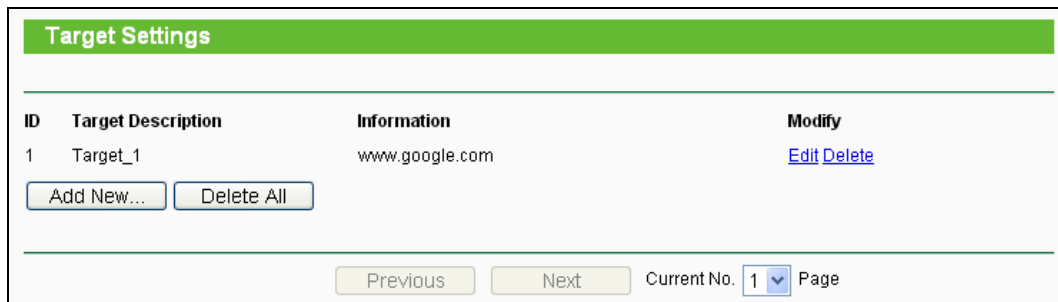 Target Settings
ID Target Description Information Modify
1 Target_1 www.google.com Edit Delete
Add New... Delete All
Previous Next Current No. 1 Page